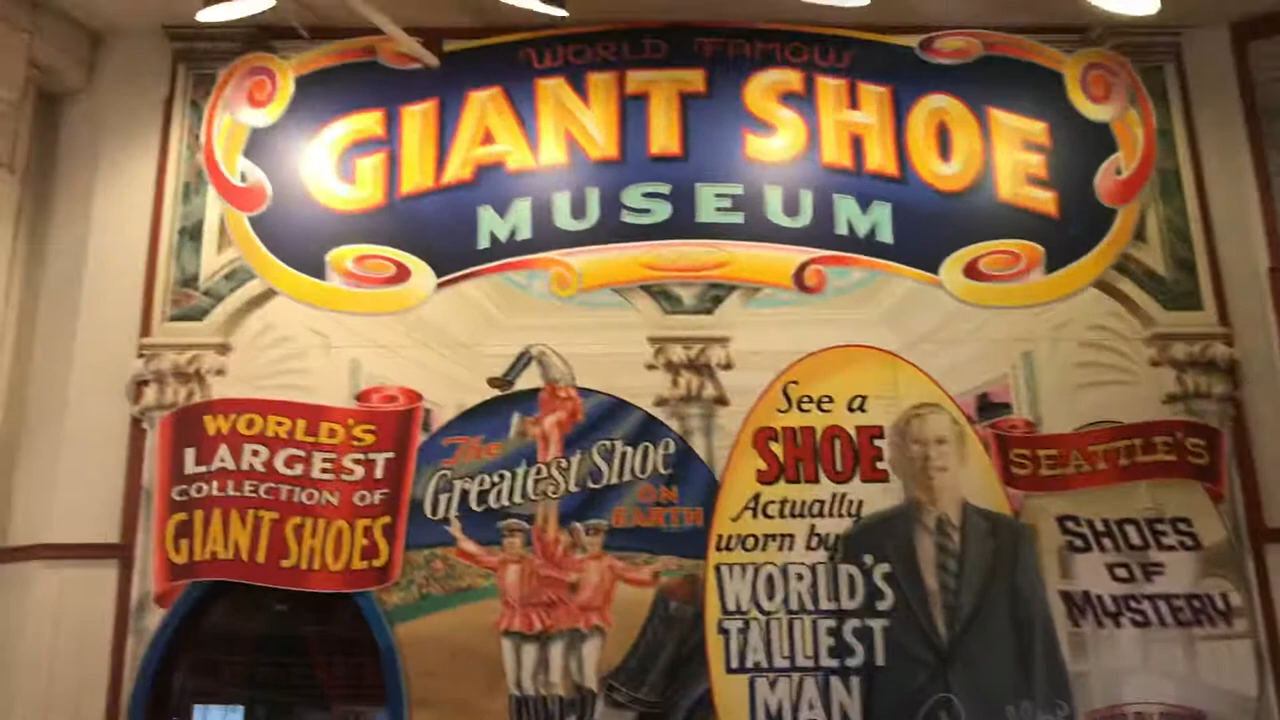 WORLD FAMOUS
GIANT SHOE
MUSEUM
WORLD'S
LARGEST
COLLECTION OF
GIANT SHOES
The
Greatest Shoe
ON
EARTH
See a
SHOE
Actually
worn by
WORLD'S
TALLEST
MAN
SEATTLE'S
SHOES
OF
MYSTERY